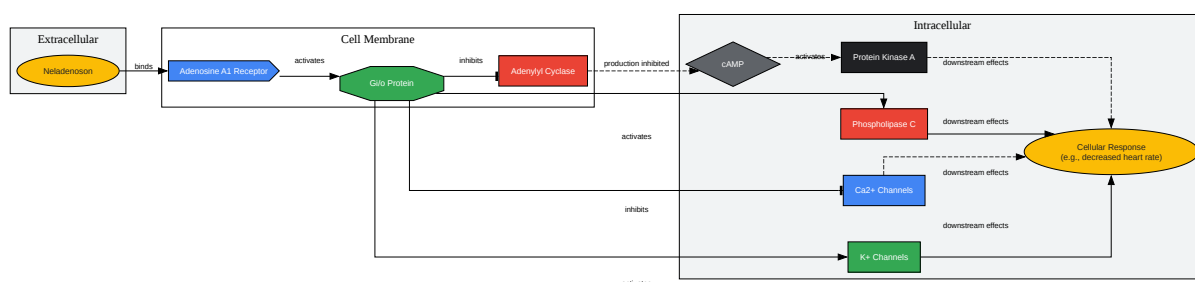 Extracellular
Cell Membrane
Intracellular
Neladenoson
binds
Adenosine A1 Receptor
activates
Gi/o Protein
inhibits
Adenylyl Cyclase
production inhibited
cAMP
activates
Protein Kinase A
downstream effects
activates
Phospholipase C
downstream effects
Cellular Response
(e.g., decreased heart rate)
inhibits
Ca2+ Channels
downstream effects
K+ Channels
downstream effects